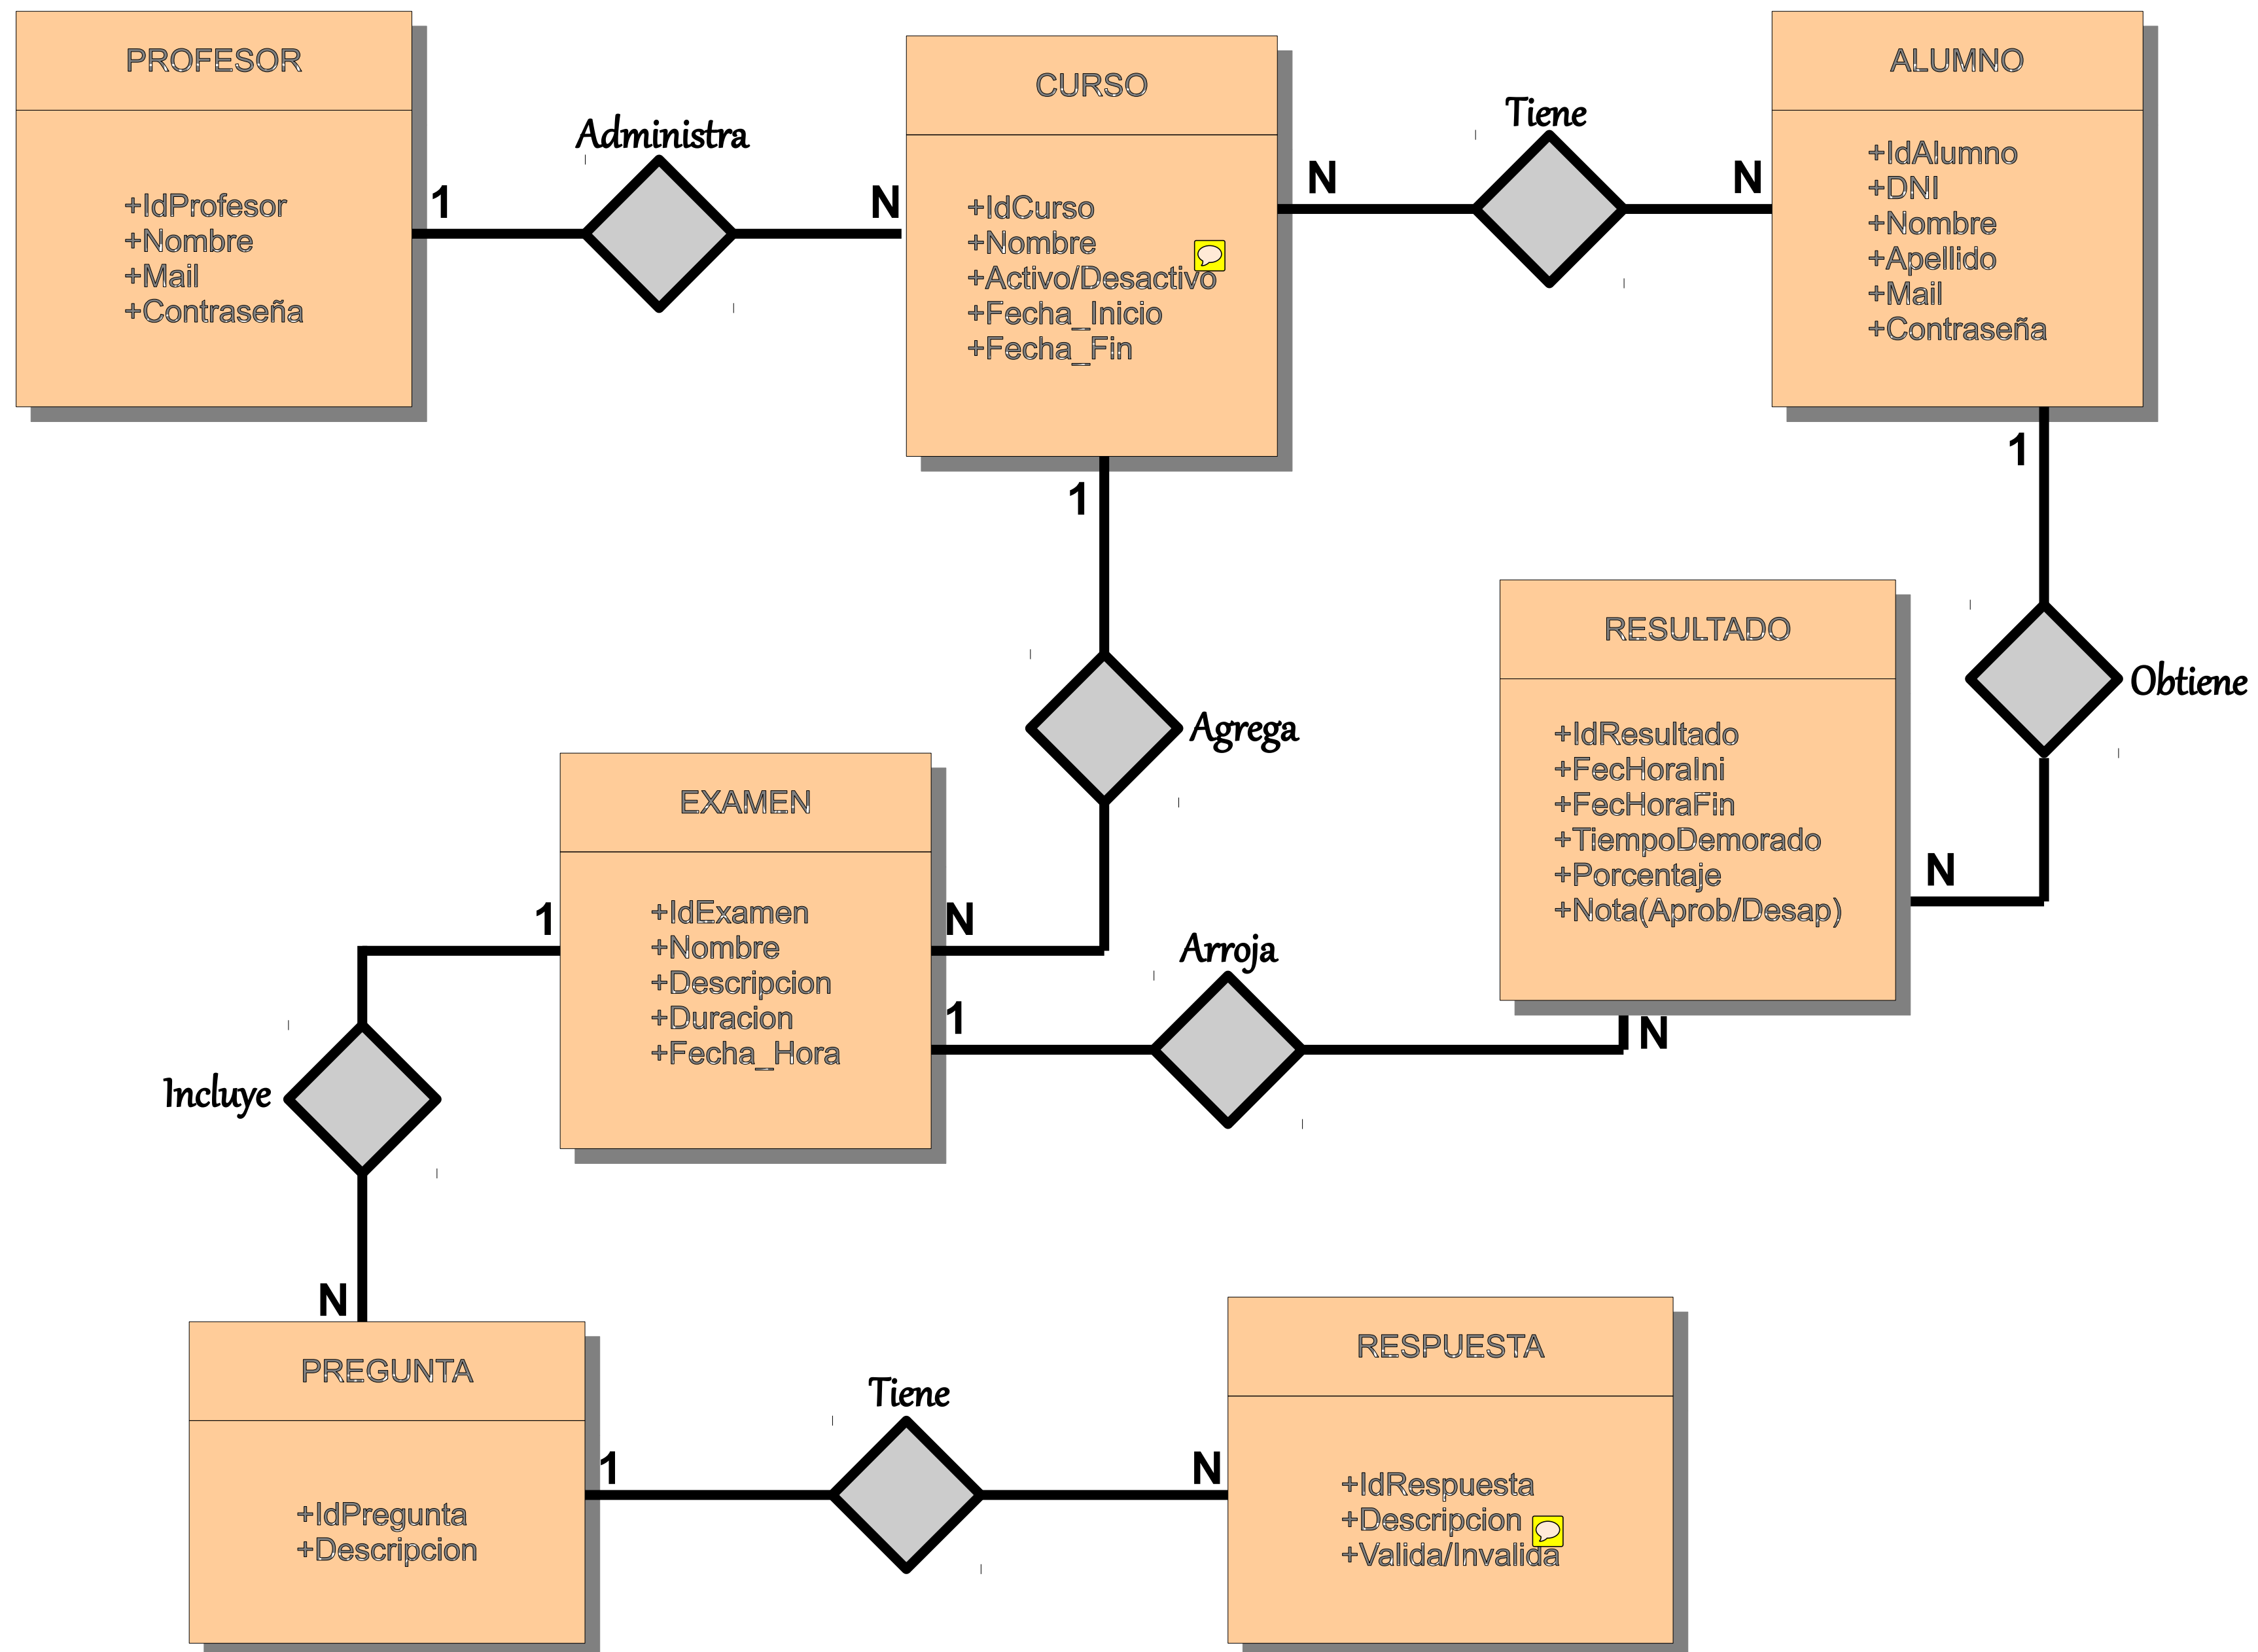 PROFESOR
+IdProfesor
+Nombre
+Mail
+Contraseña
Administra
1
N
CURSO
+IdCurso
+Nombre
+Activo/Desactivo
+Fecha_Inicio
+Fecha_Fin
Tiene
N
N
ALUMNO
+IdAlumno
+DNI
+Nombre
+Apellido
+Mail
+Contraseña
1
Obtiene
N
1
Agrega
N
RESULTADO
+IdResultado
+FecHoraIni
+FecHoraFin
+TiempoDemorado
+Porcentaje
+Nota(Aprob/Desap)
EXAMEN
+IdExamen
+Nombre
+Descripcion
+Duracion
+Fecha_Hora
Arroja
1
N
1
Incluye
N
PREGUNTA
+IdPregunta
+Descripcion
Tiene
1
N
RESPUESTA
+IdRespuesta
+Descripcion
+Valida/Invalida